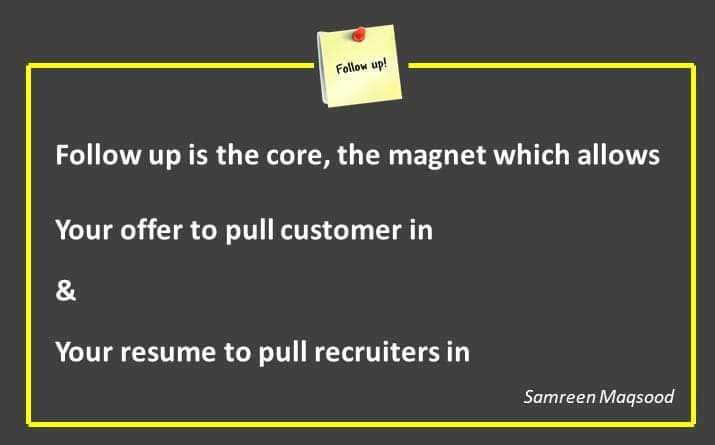 Follow up!
Follow up is the core, the magnet which allows
Your offer to pull customer in
&
Your resume to pull recruiters in
Samreen Maqsood